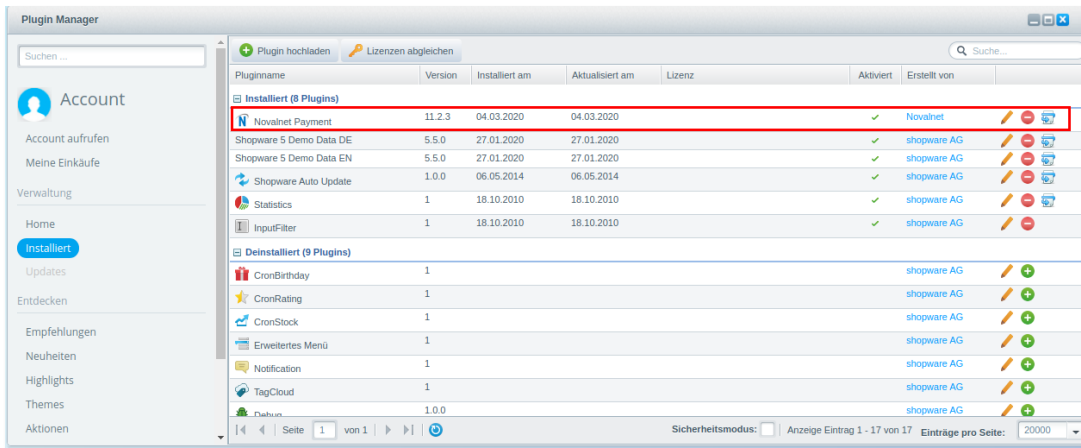 Plugin Manager
Suchen ...
Account
Account aufrufen
Meine Einkäufe
Verwaltung
Home
Installiert
Updates
Entdecken
Empfehlungen
Neuheiten
Highlights
Themes
Aktionen
Plugin hochladen Lizenzen abgleichen Suche...
Pluginname Version Installiert am Aktualisiert am Lizenz Aktiviert Erstellt von
Installiert (8 Plugins)
Novalnet Payment 11.2.3 04.03.2020 04.03.2020 Novalnet
Shopware 5 Demo Data DE 5.5.0 27.01.2020 27.01.2020 shopware AG
Shopware 5 Demo Data EN 5.5.0 27.01.2020 27.01.2020 shopware AG
Shopware Auto Update 1.0.0 06.05.2014 06.05.2014 shopware AG
Statistics 1 18.10.2010 18.10.2010 shopware AG
InputFilter 1 18.10.2010 18.10.2010 shopware AG
Deinstalliert (9 Plugins)
CronBirthday 1 shopware AG
CronRating 1 shopware AG
CronStock 1 shopware AG
Erweitertes Menü 1 shopware AG
Notification 1 shopware AG
TagCloud 1 shopware AG
Debug 1.0.0 shopware AG
Seite 1 von 1 Sicherheitsmodus: Anzeige Eintrag 1 - 17 von 17 Einträge pro Seite: 20000